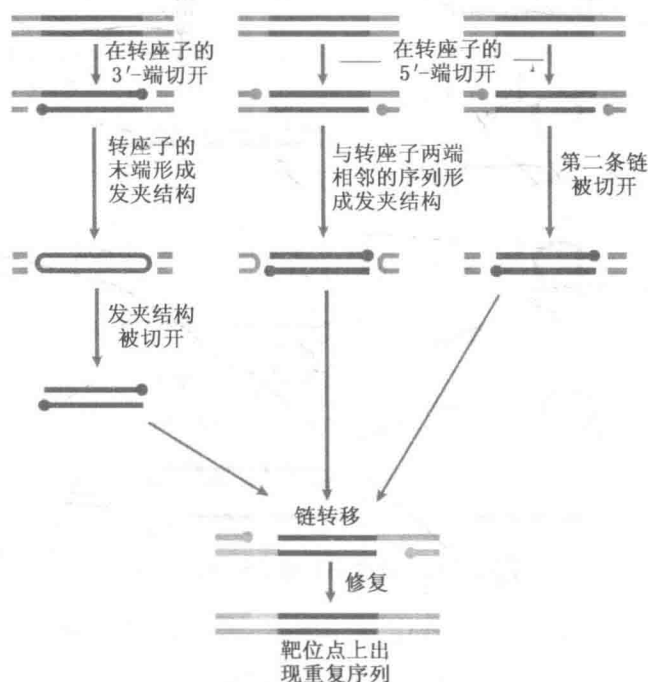 在转座子的
3′-端切开
在转座子的
5′-端切开
转座子的
末端形成
发夹结构
与转座子两端
相邻的序列形
成发夹结构
第二条链
被切开
发夹结构
被切开
链转移
修复
靶位点上出
现重复序列